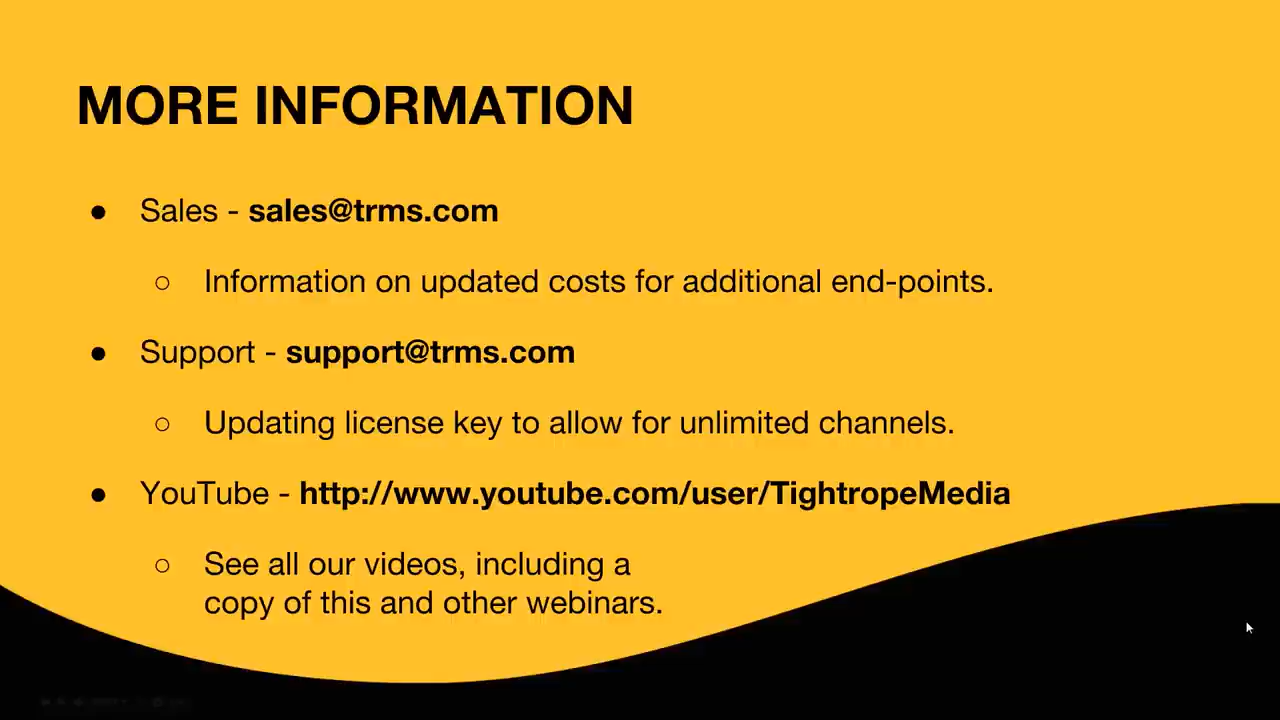 MORE INFORMATION
● Sales - sales@trms.com
○ Information on updated costs for additional end-points.
● Support - support@trms.com
○ Updating license key to allow for unlimited channels.
● YouTube - http://www.youtube.com/user/TightropeMedia
○ See all our videos, including a
copy of this and other webinars.